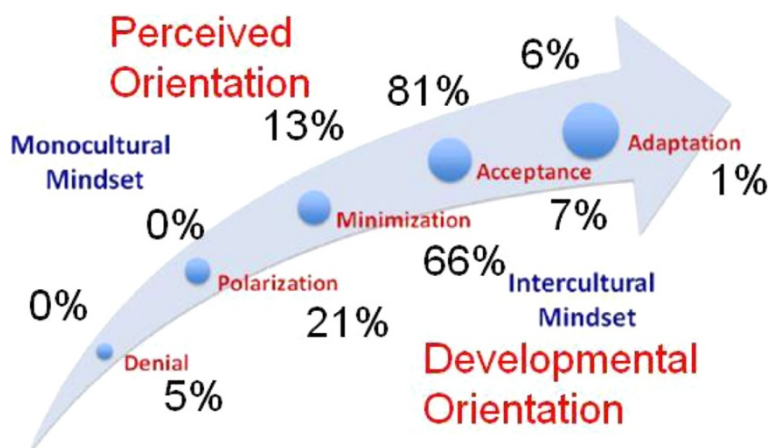 Perceived
Orientation
6%
81%
13%
Monocultural
Mindset
Adaptation
1%
Acceptance
0%
Minimization
7%
66%
Polarization
Intercultural
Mindset
0%
21%
Denial
5%
Developmental
Orientation